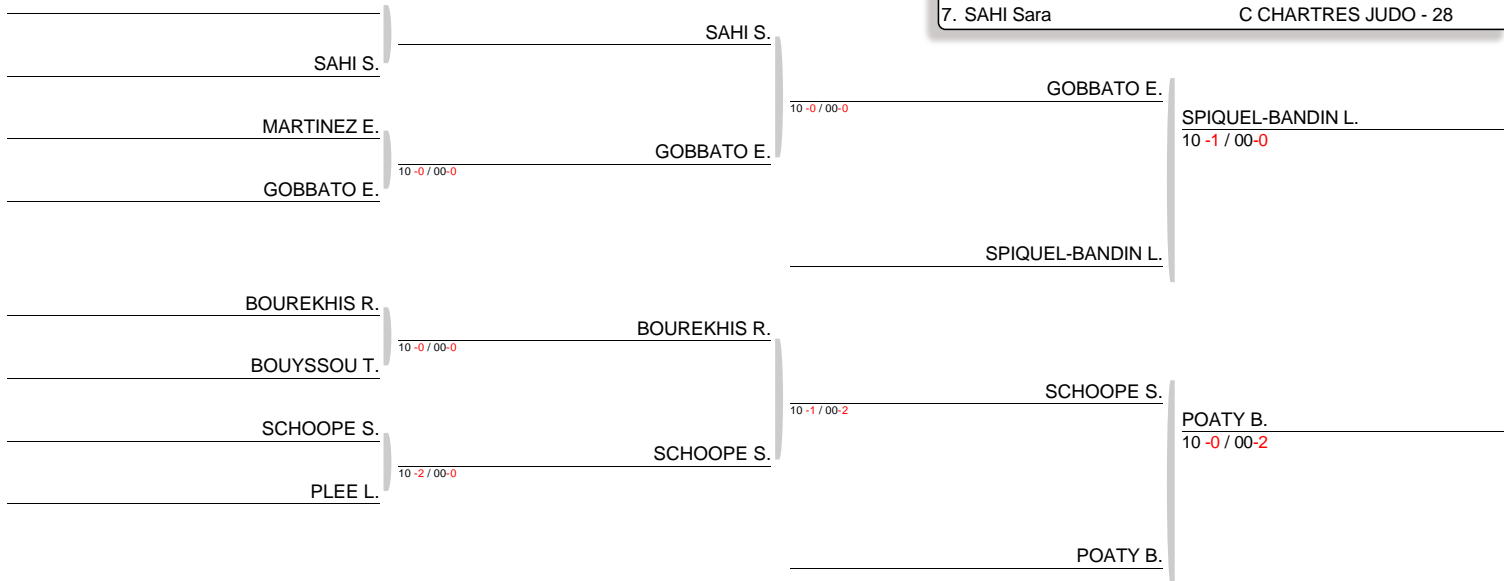 7. SAHI Sara C CHARTRES JUDO - 28
SAHI S.
SAHI S.
GOBBATO E.
10 -0 / 00-0
SPIQUEL-BANDIN L.
10 -1 / 00-0
MARTINEZ E.
GOBBATO E.
10 -0 / 00-0
GOBBATO E.
SPIQUEL-BANDIN L.
BOUREKHIS R.
BOUREKHIS R.
10 -0 / 00-0
BOUYSSOU T.
SCHOOPE S.
10 -1 / 00-2
POATY B.
10 -0 / 00-2
SCHOOPE S.
SCHOOPE S.
10 -2 / 00-0
PLEE L.
POATY B.